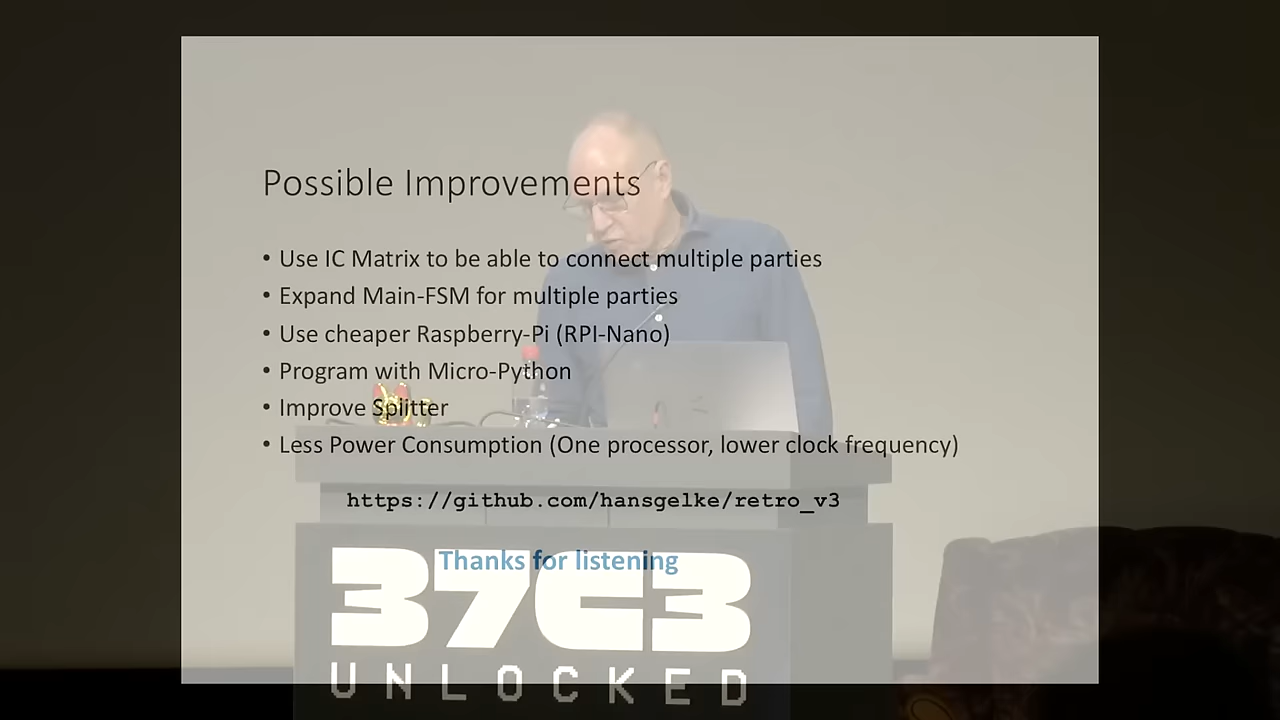 Possible Improvements
• Use IC Matrix to be able to connect multiple parties
• Expand Main-FSM for multiple parties
• Use cheaper Raspberry-Pi (RPI-Nano)
• Program with Micro-Python
• Improve Splitter
• Less Power Consumption (One processor, lower clock frequency)
https://github.com/hansgelke/retro_v3
Thanks for listening
37C3
UNLOCKED